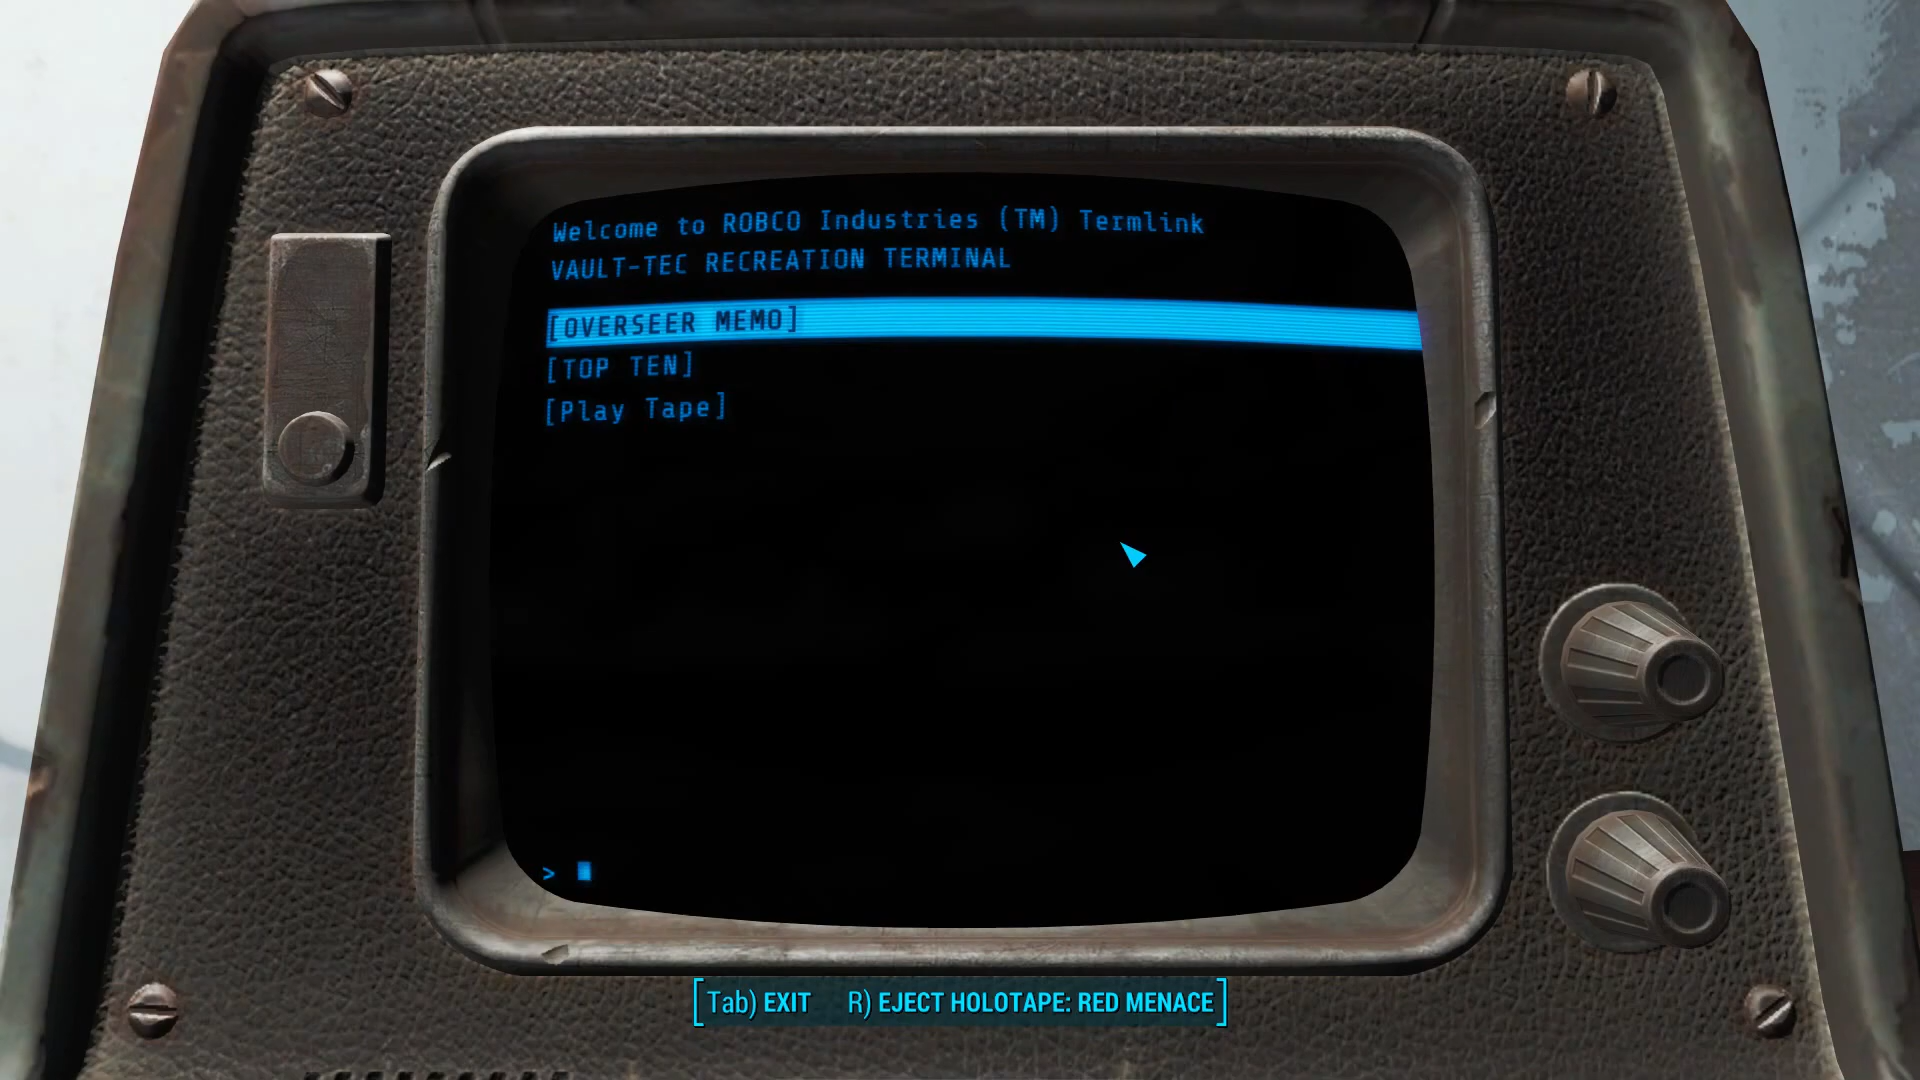 Welcome to ROBCO Industries (TM) Termlink
VAULT-TEC RECREATION TERMINAL
[OVERSEER MEMO]
[TOP TEN]
[Play Tape]
>
Tab) EXIT R) EJECT HOLOTAPE: RED MENACE